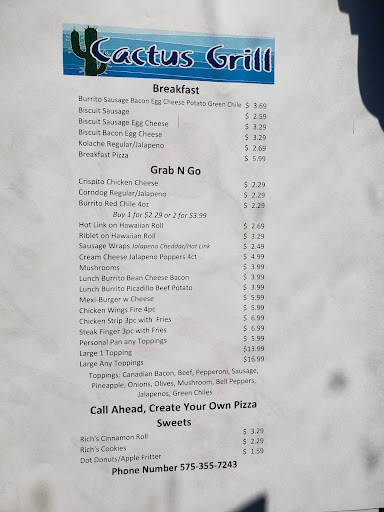 Cactus Grill
Breakfast
Burrito Sausage Bacon Egg Cheese Potato Green Chile $ 3.69
Biscuit Sausage $ 2.59
Biscuit Sausage Egg Cheese $ 3.29
Biscuit Bacon Egg Cheese $ 3.29
Kolache Regular/Jalapeno $ 2.69
Breakfast Pizza $ 5.99
Grab N Go
Crispito Chicken Cheese $ 2.29
Corndog Regular/Jalapeno $ 2.29
Burrito Red Chile 4oz $ 2.29
Buy 1 for $2.29 or 2 for $3.99
Hot Link on Hawaiian Roll $ 2.69
Riblet on Hawaiian Roll $ 3.29
Sausage Wraps Jalapeno Cheddar/Hot Link $ 2.49
Cream Cheese Jalapeno Poppers 4ct $ 4.99
Mushrooms $ 3.99
Lunch Burrito Bean Cheese Bacon $ 3.99
Lunch Burrito Picadillo Beef Potato $ 3.99
Mexi-Burger w Cheese $ 5.99
Chicken Wings Fire 4pc $ 5.99
Chicken Strip 3pc with Fries $ 6.99
Steak Finger 3pc with Fries $ 6.99
Personal Pan any Toppings $ 5.99
Large 1 Topping $13.99
Large Any Toppings $16.99
Toppings: Canadian Bacon, Beef, Pepperoni, Sausage,
Pineapple, Onions, Olives, Mushroom, Bell Peppers,
Jalapenos, Green Chiles
Call Ahead, Create Your Own Pizza
Sweets
Rich's Cinnamon Roll $ 3.29
Rich's Cookies $ 2.29
Dot Donuts/Apple Fritter $ 1.59
Phone Number 575-355-7243